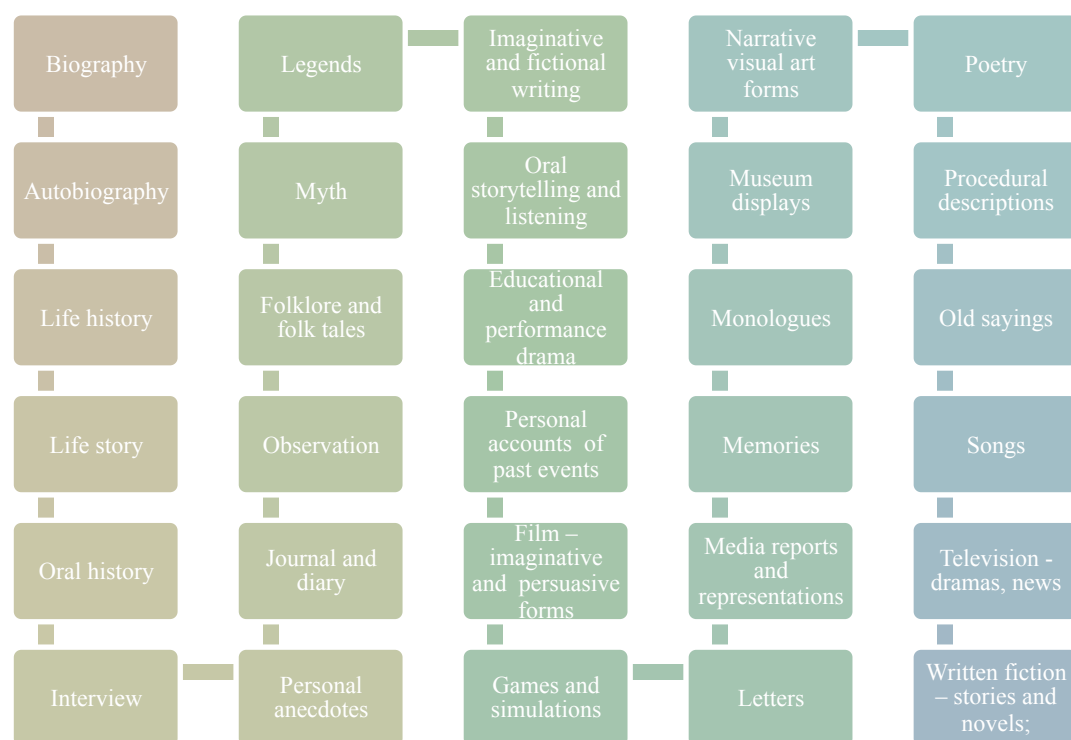 Biography
Autobiography
Life history
Life story
Oral history
Interview
Personal
anecdotes
Journal and
diary
Observation
Folklore and
folk tales
Myth
Legends
Imaginative
and fictional
writing
Oral
storytelling and
listening
Educational
and
performance
drama
Personal
accounts of
past events
Film –
imaginative
and persuasive
forms
Games and
simulations
Letters
Media reports
and
representations
Memories
Monologues
Museum
displays
Narrative
visual art
forms
Poetry
Procedural
descriptions
Old sayings
Songs
Television -
dramas, news
Written fiction
– stories and
novels;